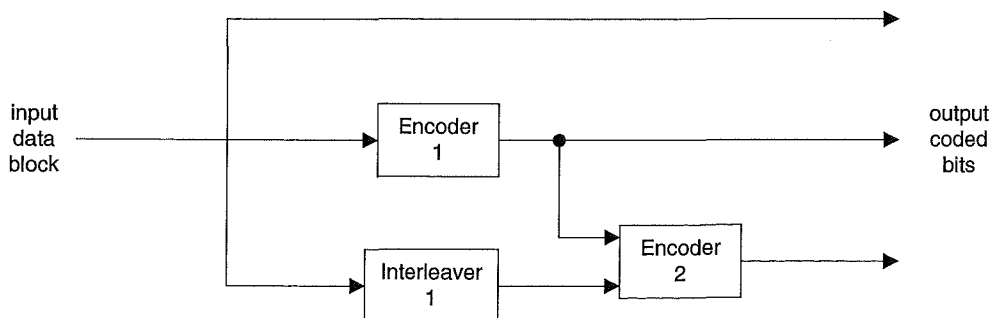 input
data
block
Encoder
1
output
coded
bits
Interleaver
1
Encoder
2